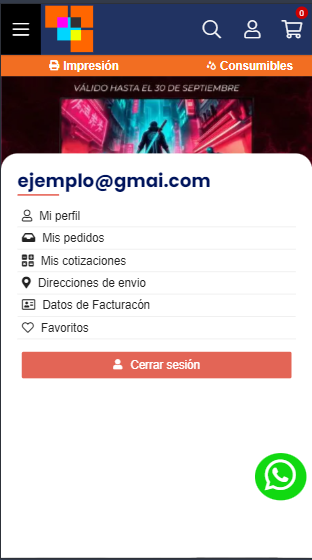 0
Impresión
Consumibles
VÁLIDO HASTA EL 30 DE SEPTIEMBRE
ejemplo@gmai.com
Mi perfil
Mis pedidos
Mis cotizaciones
Direcciones de envio
Datos de Facturacón
Favoritos
Cerrar sesión